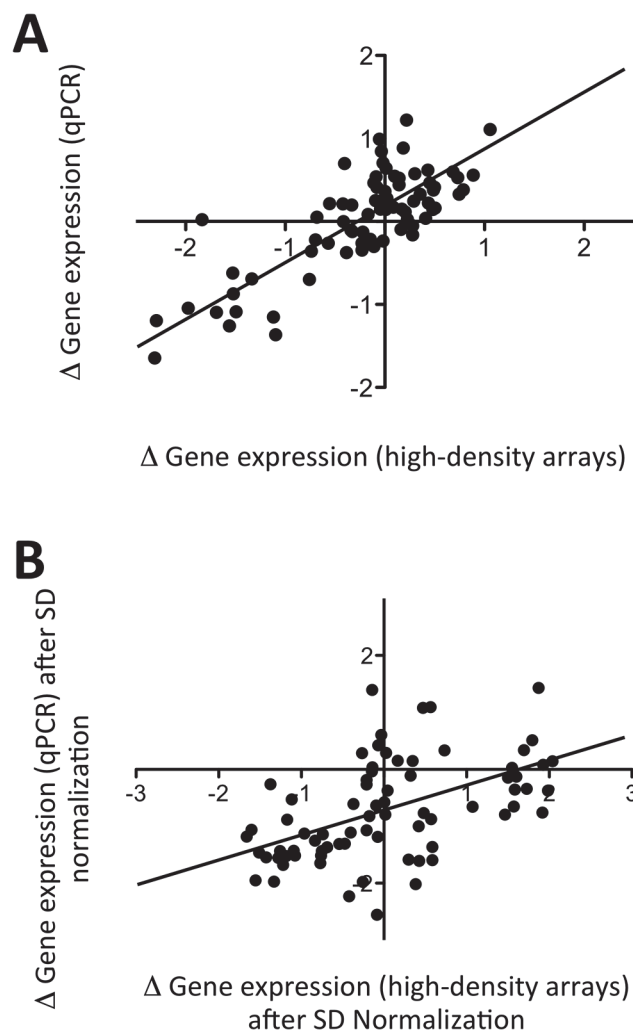 A
Δ Gene expression (qPCR)
2
1
-2
-1
1
2
-1
-2
Δ Gene expression (high-density arrays)
B
Δ Gene expression (qPCR) after SD
normalization
2
-3
-2
-1
1
2
3
-2
Δ Gene expression (high-density arrays)
after SD Normalization